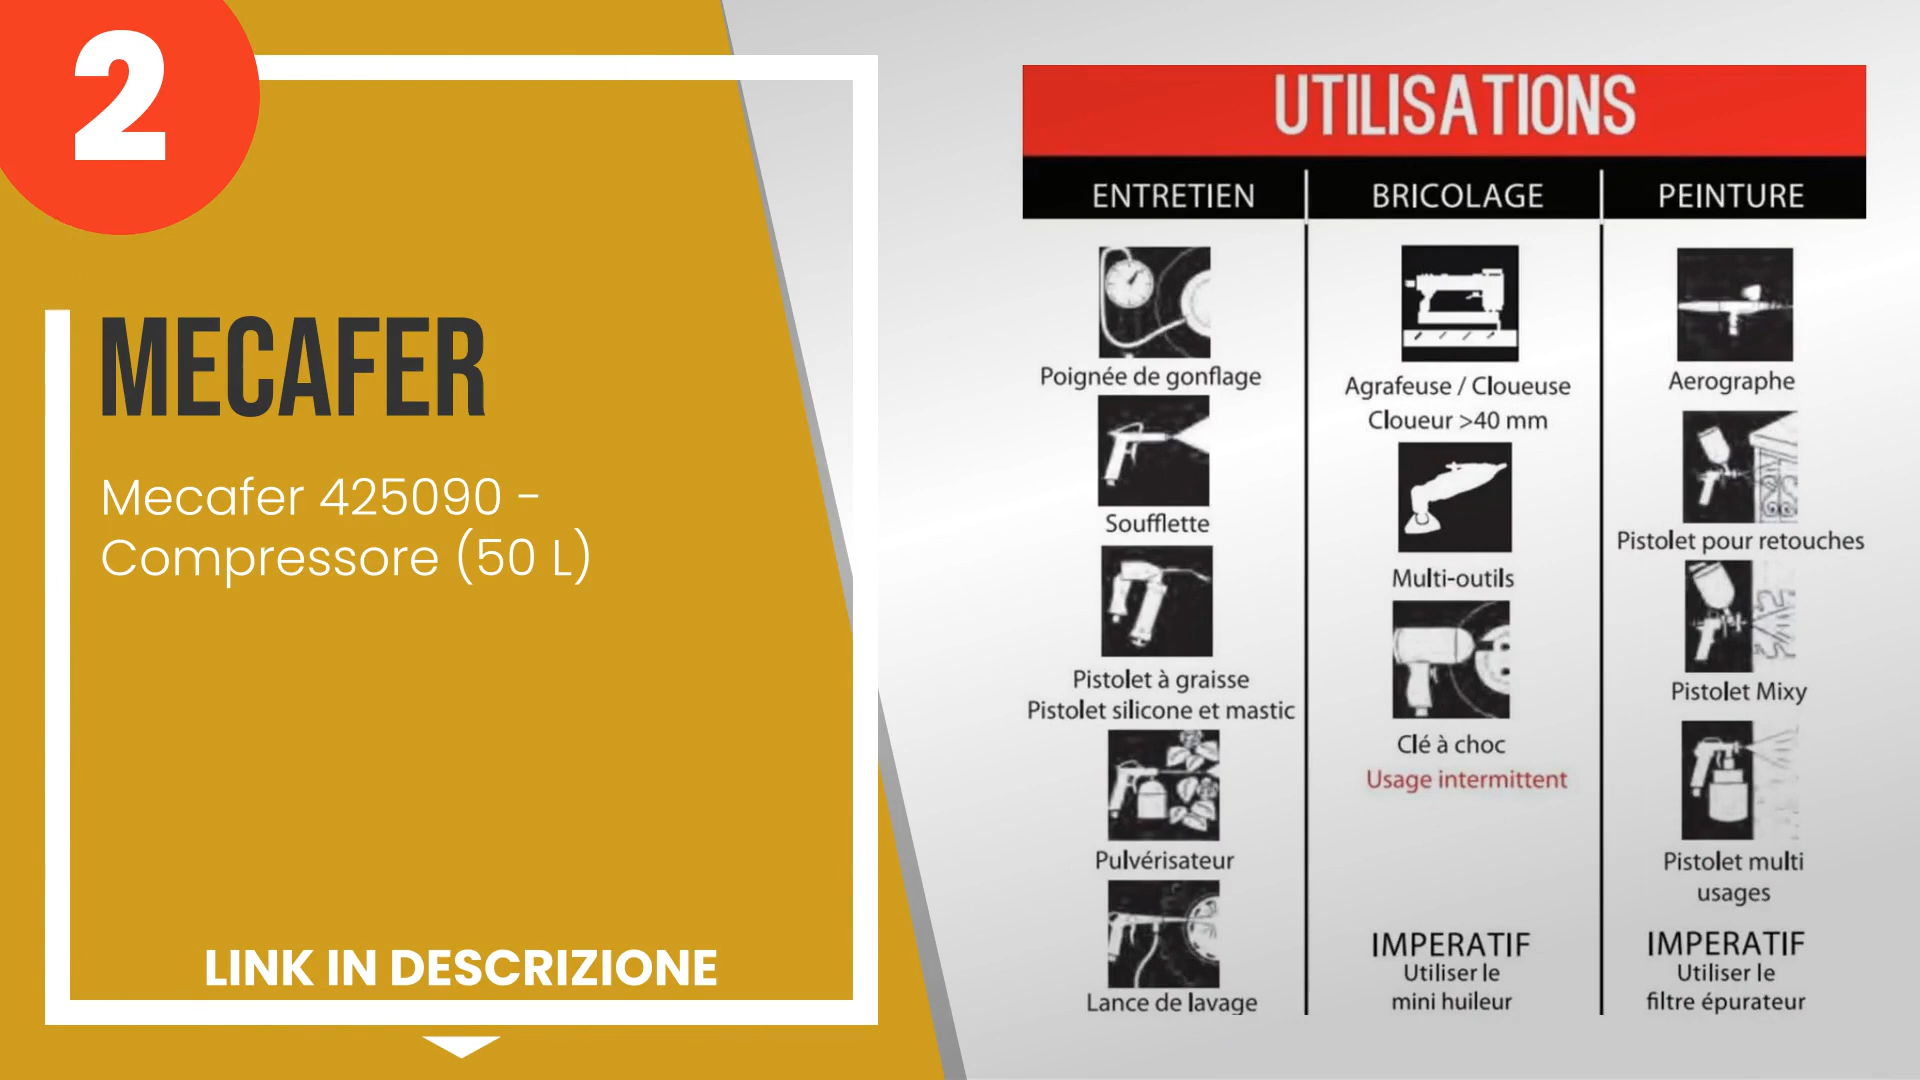 2
MECAFER
Mecafer 425090 -
Compressore (50 L)
LINK IN DESCRIZIONE
UTILISATIONS
ENTRETIEN
Poignée de gonflage
Soufflette
Pistolet à graisse
Pistolet silicone et mastic
Pulvérisateur
Lance de lavage
BRICOLAGE
Agrafeuse / Cloueuse
Cloueur >40 mm
Multi-outils
Clé à choc
Usage intermittent
IMPERATIF
Utiliser le
mini huileur
PEINTURE
Aerographe
Pistolet pour retouches
Pistolet Mixy
Pistolet multi
usages
IMPERATIF
Utiliser le
filtre épurateur